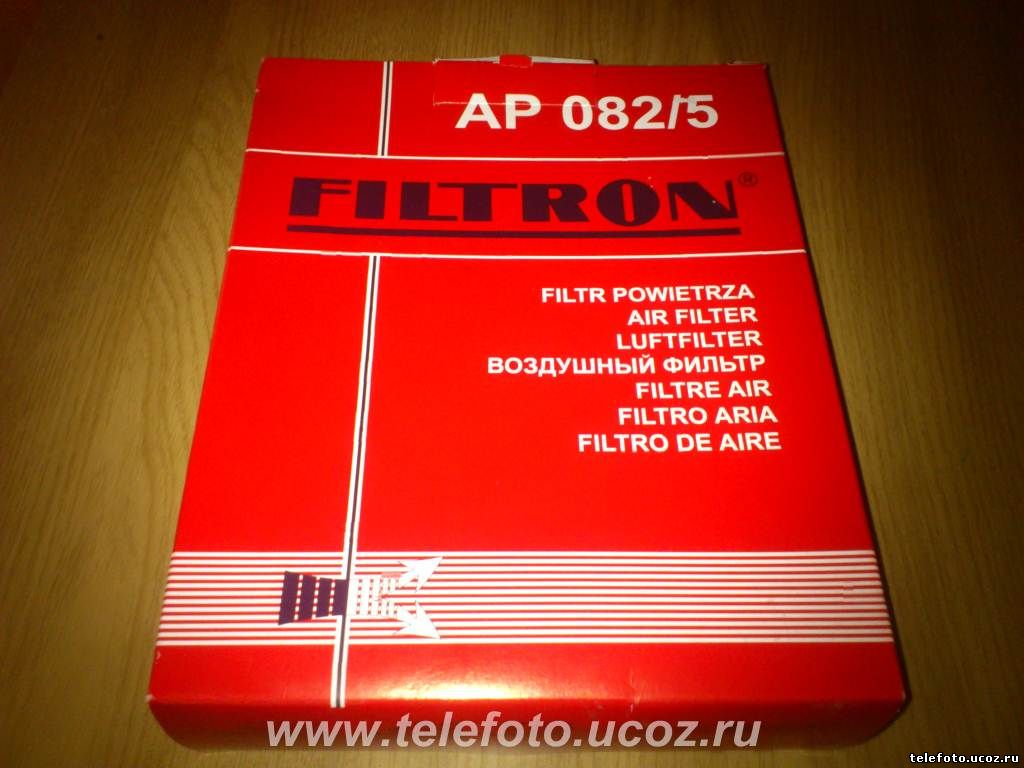 AP 082/5
FILTRON®
FILTR POWIETRZA
AIR FILTER
LUFTFILTER
ВОЗДУШНЫЙ ФИЛЬТР
FILTRE AIR
FILTRO ARIA
FILTRO DE AIRE
www.telefoto.ucoz.ru
telefoto.ucoz.ru